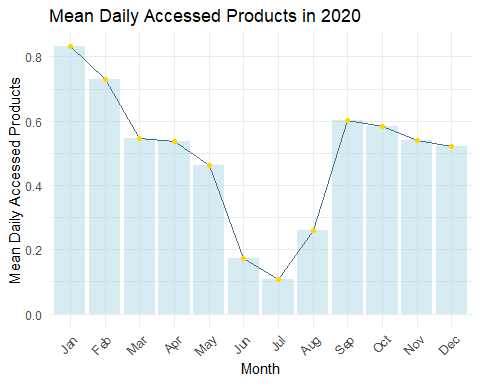 Mean Daily Accessed Products in 2020
Mean Daily Accessed Products
0.8
0.6
0.4
0.2
0.0
Jan Feb Mar Apr May Jun Jul Aug Sep Oct Nov Dec
Month